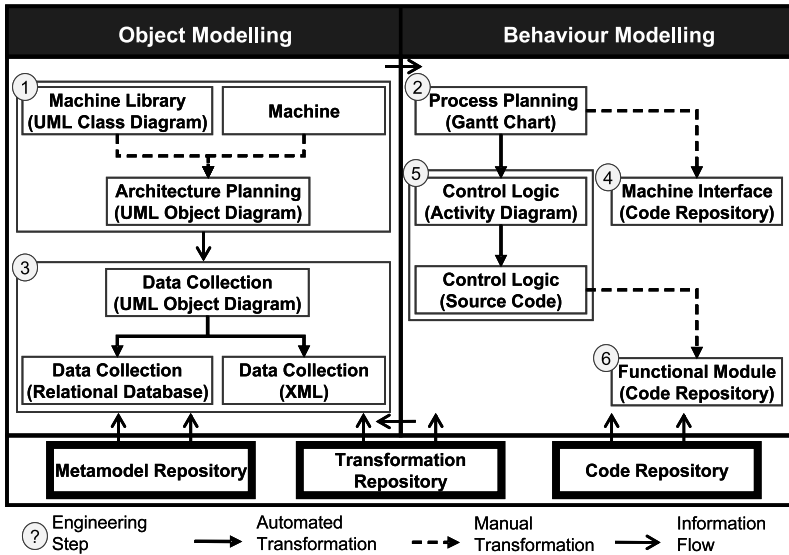 Object Modelling
Behaviour Modelling
1
Machine Library
(UML Class Diagram)
Machine
Architecture Planning
(UML Object Diagram)
3
Data Collection
(UML Object Diagram)
Data Collection
(Relational Database)
Data Collection
(XML)
2
Process Planning
(Gantt Chart)
5
Control Logic
(Activity Diagram)
4
Machine Interface
(Code Repository)
Control Logic
(Source Code)
6
Functional Module
(Code Repository)
Metamodel Repository
Transformation
Repository
Code Repository
?
Engineering
Step
Automated
Transformation
Manual
Transformation
Information
Flow